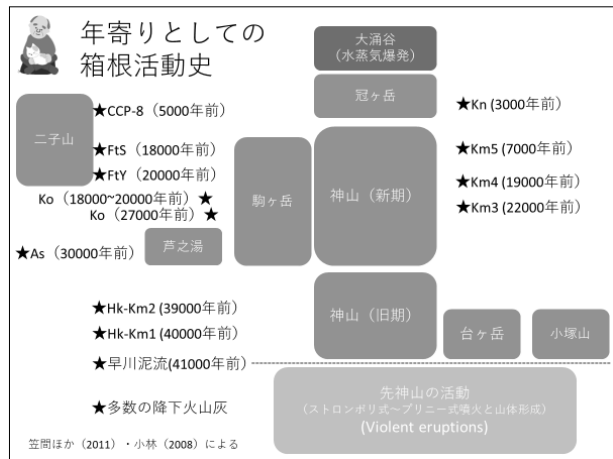 年寄りとしての
箱根活動史
大涌谷
(水蒸気爆発)
冠ヶ岳
★Kn (3000年前)
二子山
★CCP-8（5000年前）
★FtS（18000年前）
★FtY（20000年前）
Ko（18000~20000年前）★
Ko（27000年前）★
駒ヶ岳
神山（新期）
★Km5 (7000年前)
★Km4 (19000年前)
★Km3 (22000年前)
★As（30000年前）
芦之湯
★Hk-Km2 (39000年前)
★Hk-Km1 (40000年前)
神山（旧期）
台ヶ岳
小塚山
★早川泥流(41000年前)
★多数の降下火山灰
先神山の活動
（ストロンボリ式~プリニー式噴火と山体形成）
(Violent eruptions)
笠間ほか（2011）・小林（2008）による